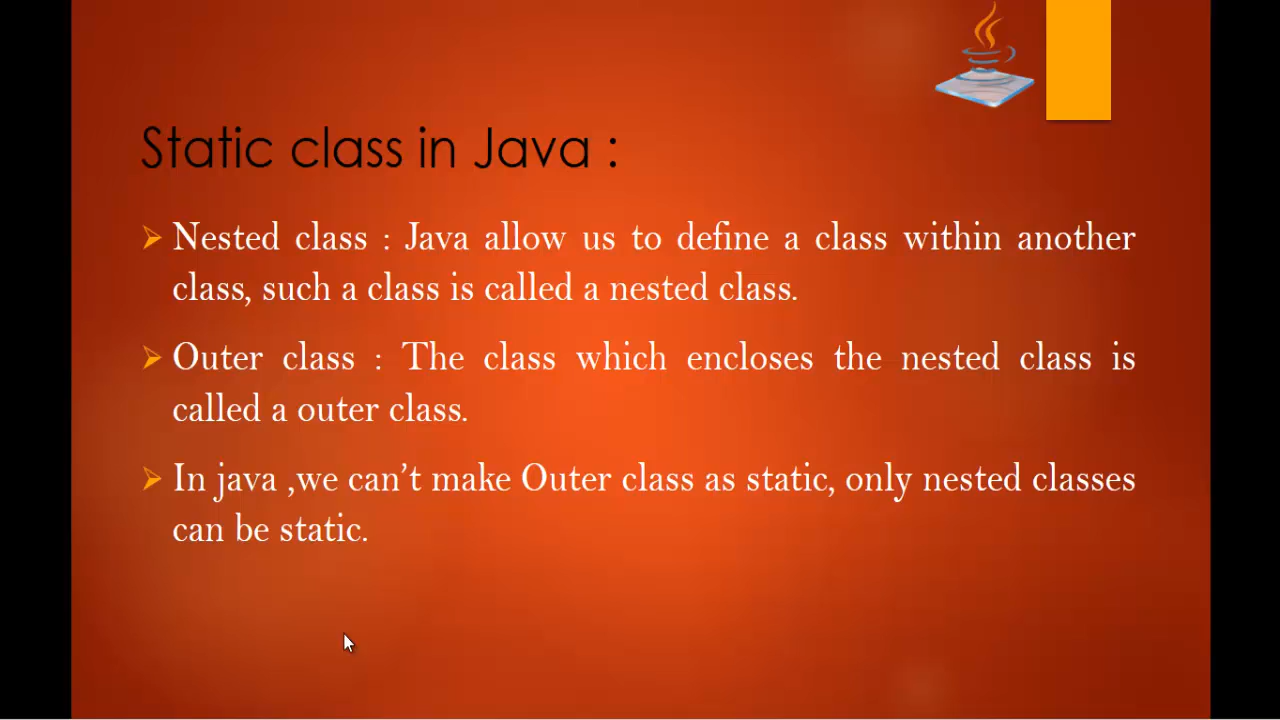 Static class in Java :
Nested class : Java allow us to define a class within another
class, such a class is called a nested class.
Outer class : The class which encloses the nested class is
called a outer class.
In java ,we can’t make Outer class as static, only nested classes
can be static.